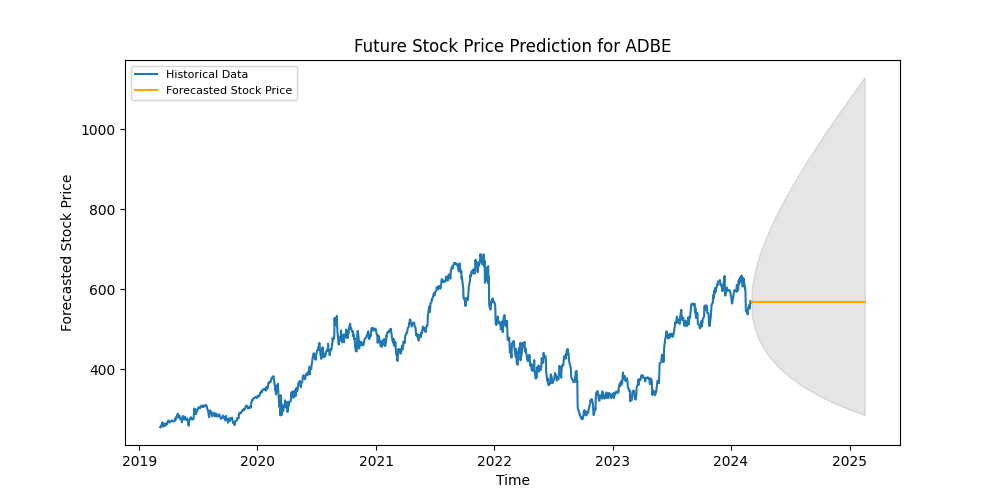 Future Stock Price Prediction for ADBE
Historical Data
Forecasted Stock Price
1000
800
600
400
Forecasted Stock Price
2019 2020 2021 2022 2023 2024 2025
Time